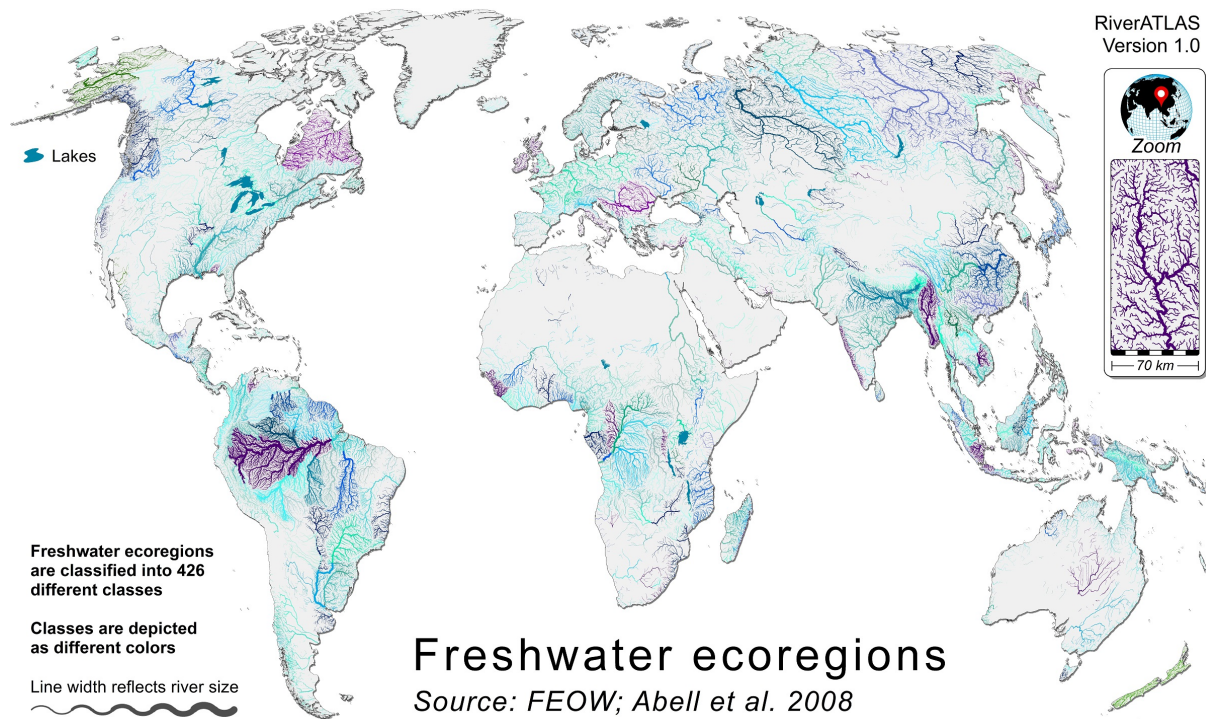 RiverATLAS
Version 1.0
Zoom
70 km
Lakes
Freshwater ecoregions
are classified into 426
different classes
Classes are depicted
as different colors
Line width reflects river size
Freshwater ecoregions
Source: FEOW; Abell et al. 2008